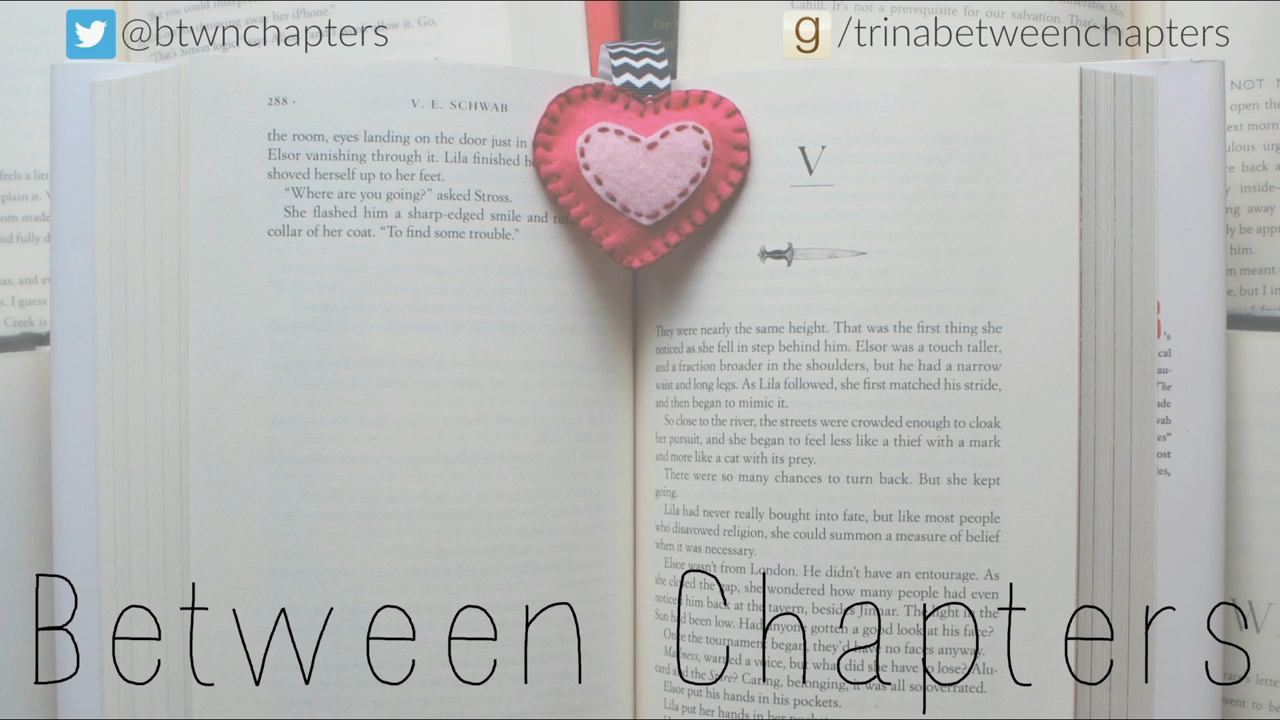 @btwnchapters
g /trinabetweenchapters
288 ·
V. E. SCHWAB
the room, eyes landing on the door just in
Elsor vanishing through it. Lila finished
shoved herself up to her feet.
“Where are you going?” asked Stross.
She flashed him a sharp-edged smile and
collar of her coat. “To find some trouble.”
V
They were nearly the same height. That was the first thing she
noticed as she fell in step behind him. Elsor was a touch taller,
and a fraction broader in the shoulders, but he had a narrow
waist and long legs. As Lila followed, she first matched his stride,
and then began to mimic it.
So close to the river, the streets were crowded enough to cloak
her pursuit, and she began to feel less like a thief with a mark
and more like a cat with its prey.
There were so many chances to turn back. But she kept
going.
Lila had never really bought into fate, but like most people
who disavowed religion, she could summon a measure of belief
when it was necessary.
Elsor wasn’t from London. He didn’t have an entourage. As
she closed the gap, she wondered how many people had even
noticed him back at the tavern, besides Jinnar. The light in the
Sun had been low. Had anyone gotten a good look at his face?
Once the tournament began, they’d have no faces anyway.
Madness, warned a voice, but what did she have to lose? Alu-
card and the Spire? Caring, belonging, it was all so overrated.
Elsor put his hands in his pockets.
Lila put her hands in her
Between Chapters